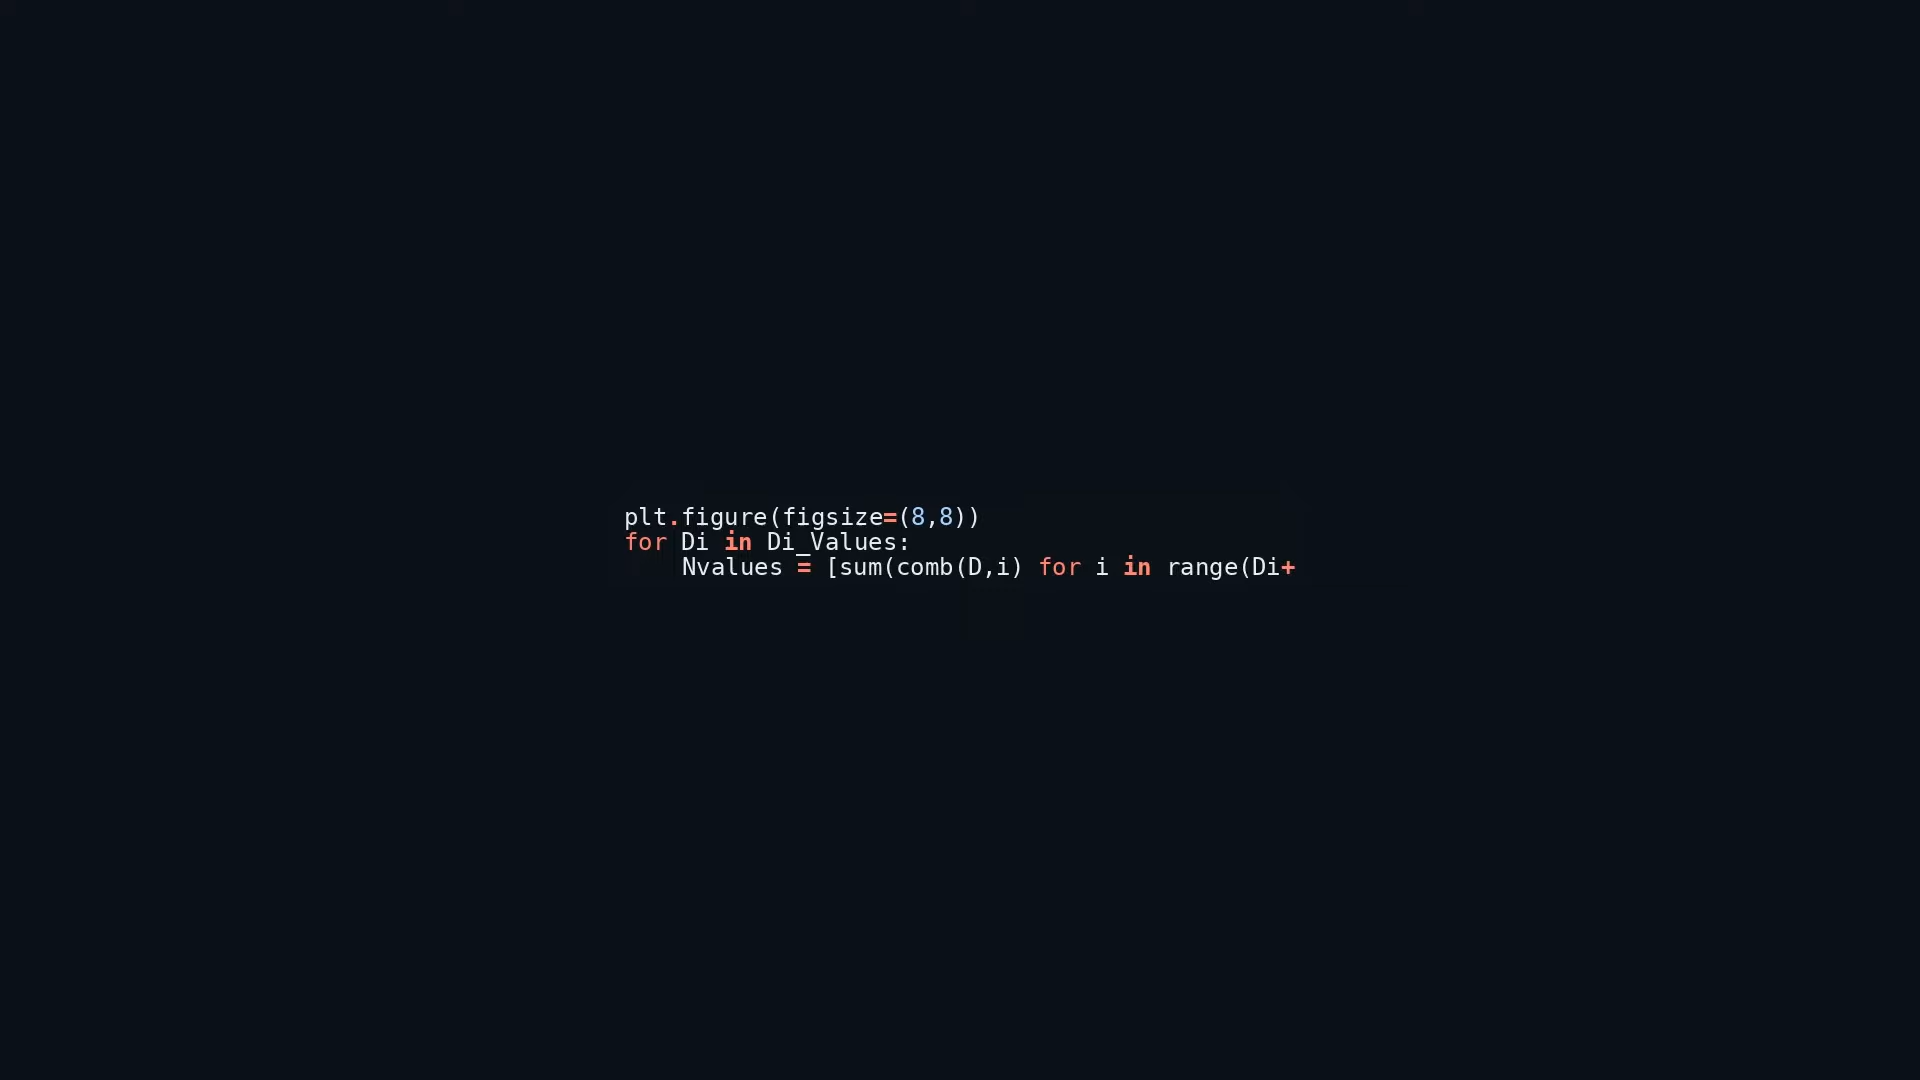 plt.figure(figsize=(8,8))
for Di in Di_Values:
    Nvalues = [sum(comb(D,i) for i in range(Di+